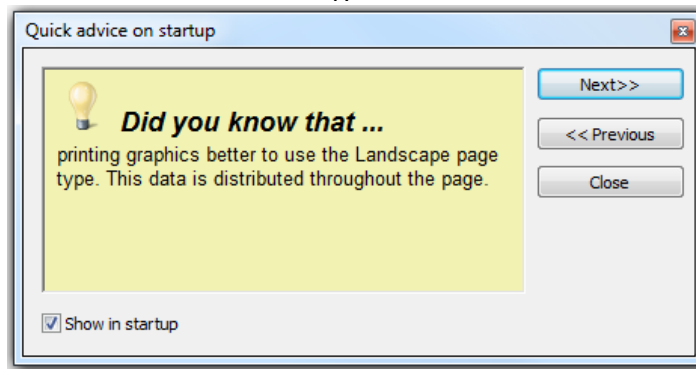 Quick advice on startup
Did you know that ...
printing graphics better to use the Landscape page
type. This data is distributed throughout the page.
Next>>
<< Previous
Close
Show in startup